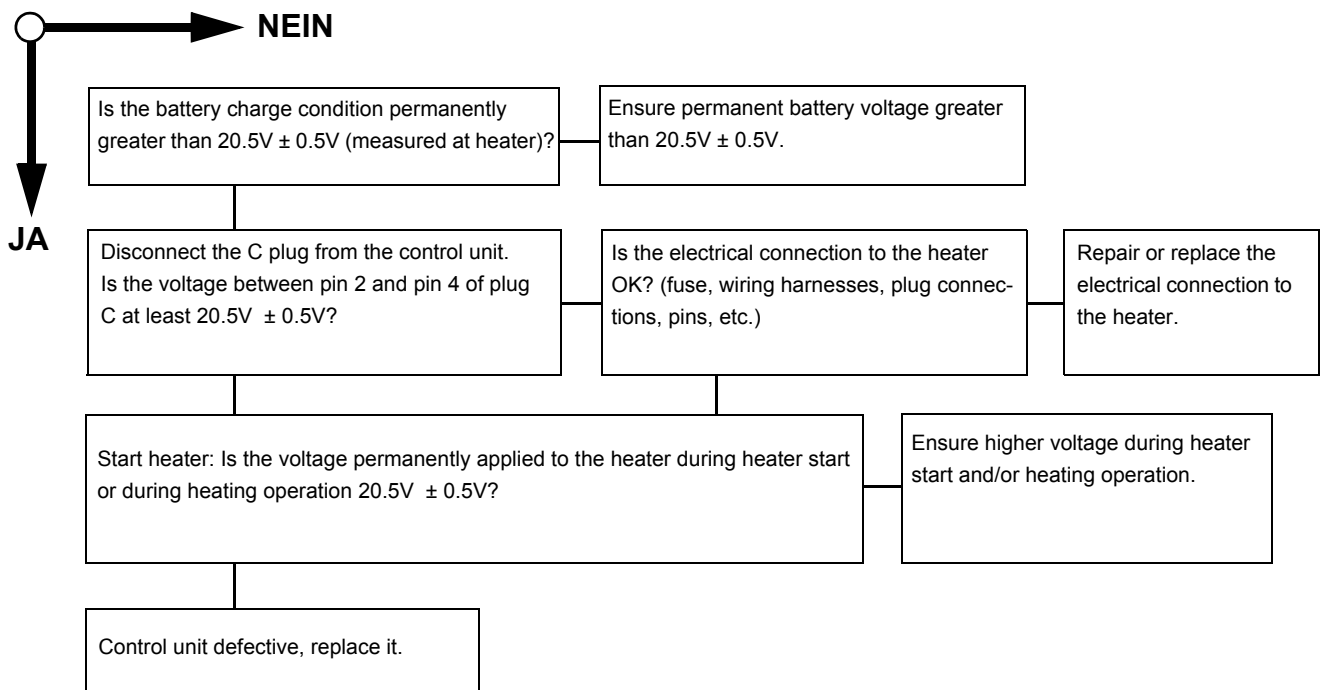 NEIN
JA
Is the battery charge condition permanently
greater than 20.5V ± 0.5V (measured at heater)?
Ensure permanent battery voltage greater
than 20.5V ± 0.5V.
Disconnect the C plug from the control unit.
Is the voltage between pin 2 and pin 4 of plug
C at least 20.5V ± 0.5V?
Is the electrical connection to the heater
OK? (fuse, wiring harnesses, plug connec-
tions, pins, etc.)
Repair or replace the
electrical connection to
the heater.
Start heater: Is the voltage permanently applied to the heater during heater start
or during heating operation 20.5V ± 0.5V?
Ensure higher voltage during heater
start and/or heating operation.
Control unit defective, replace it.